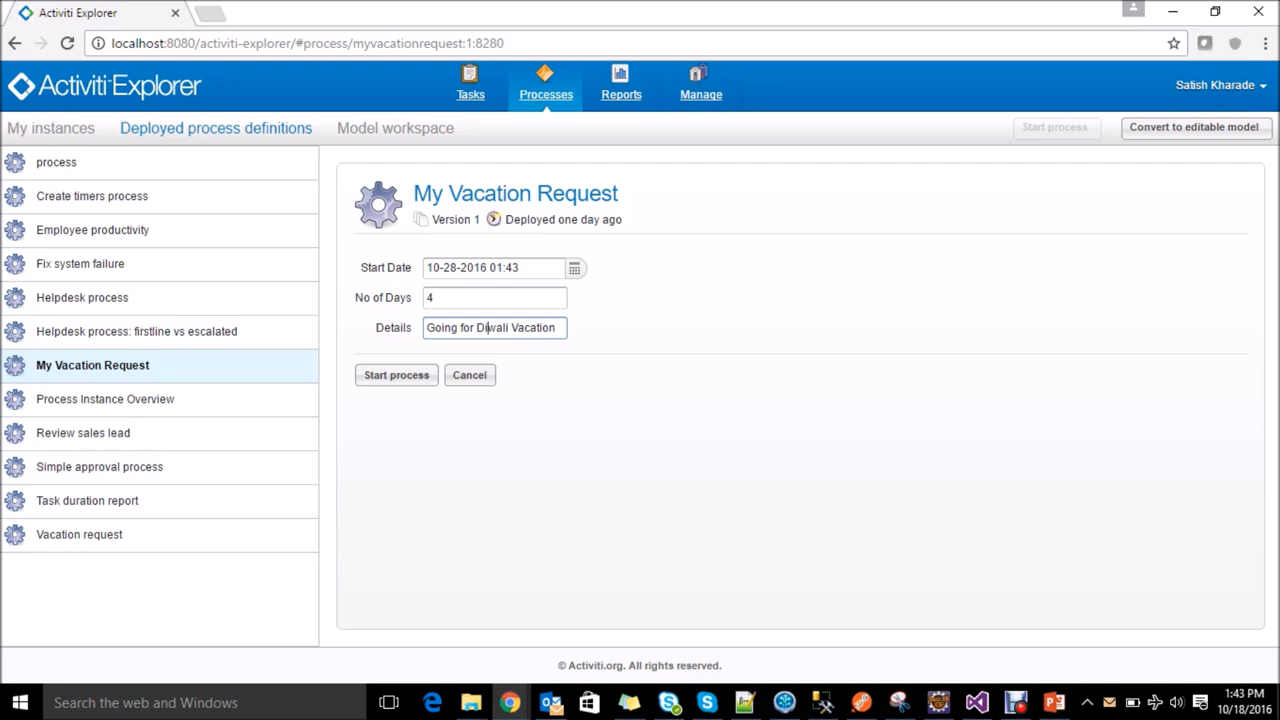 Activiti Explorer
localhost:8080/activiti-explorer/#process/myvacationrequest:1:8280
Activiti Explorer
Tasks
Processes
Reports
Manage
Satish Kharade
My instances
Deployed process definitions
Model workspace
Start process
Convert to editable model
process
Create timers process
Employee productivity
Fix system failure
Helpdesk process
Helpdesk process: firstline vs escalated
My Vacation Request
Process Instance Overview
Review sales lead
Simple approval process
Task duration report
Vacation request
My Vacation Request
Version 1 Deployed one day ago
Start Date 10-28-2016 01:43
No of Days 4
Details Going for Diwali Vacation
Start process Cancel
© Activiti.org. All rights reserved.
Search the web and Windows
1:43 PM
10/18/2016